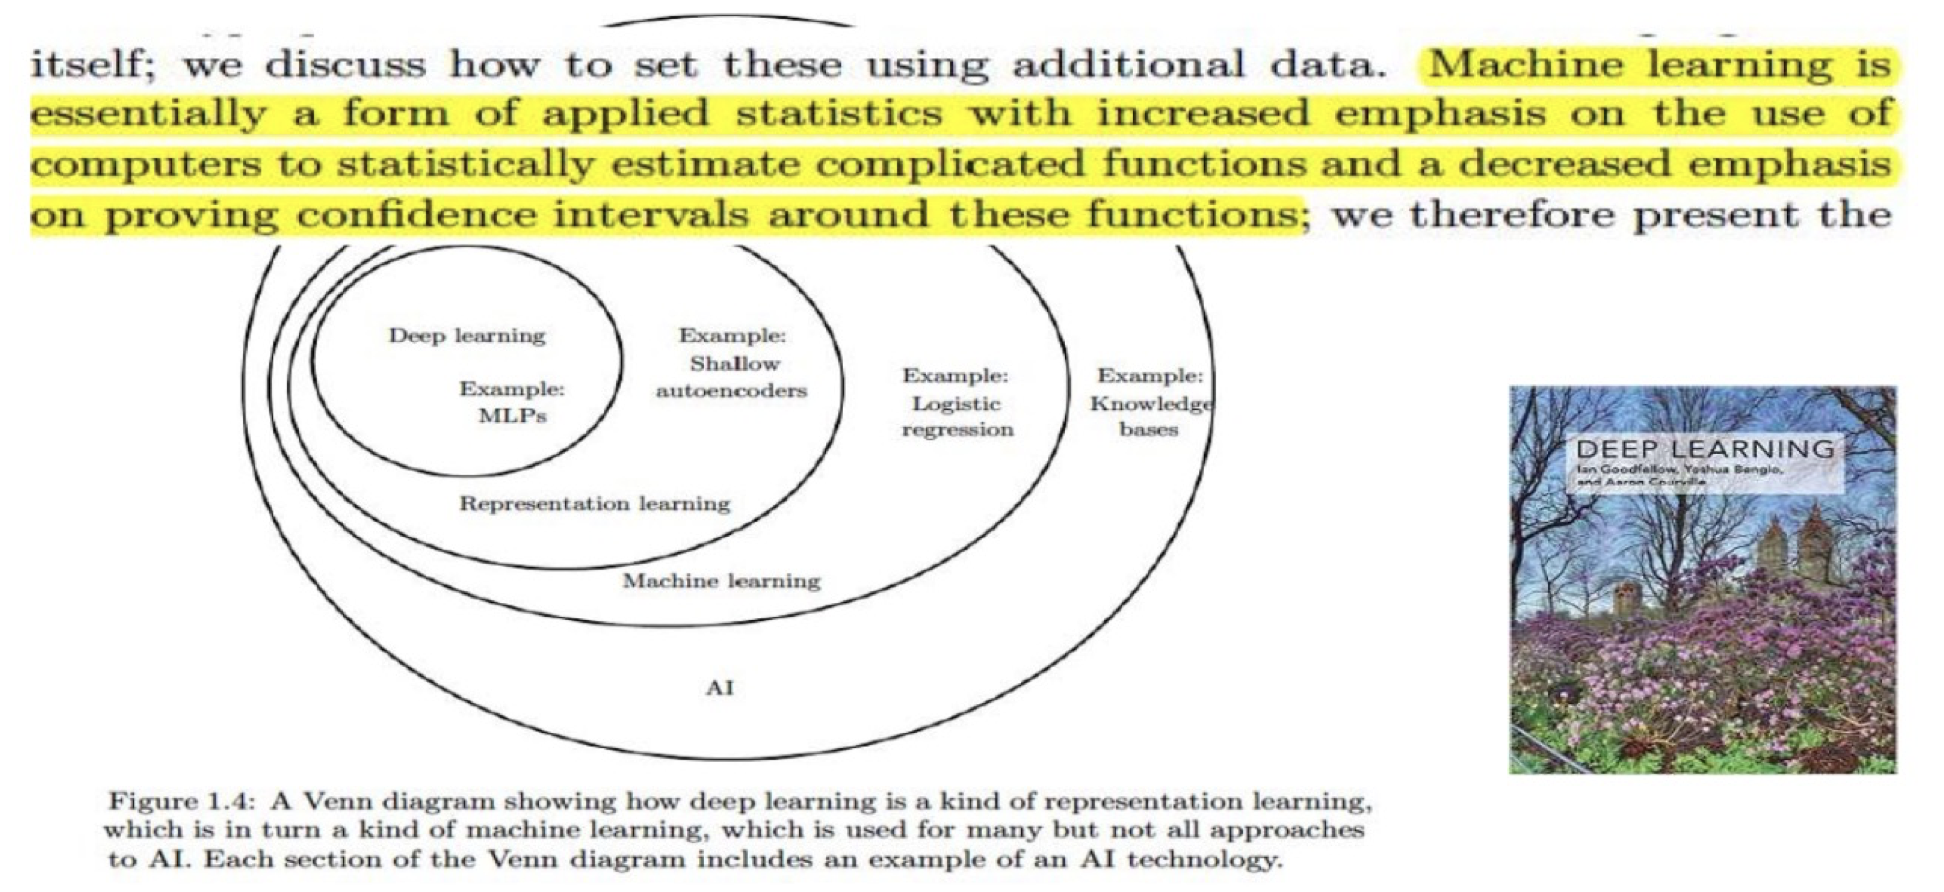 itself; we discuss how to set these using additional data. Machine learning is
essentially a form of applied statistics with increased emphasis on the use of
computers to statistically estimate complicated functions and a decreased emphasis
on proving confidence intervals around these functions; we therefore present the
Deep learning
Example:
MLPs
Example:
Shallow
autoencoders
Example:
Logistic
regression
Example:
Knowledge
bases
Representation learning
Machine learning
AI
DEEP LEARNING
Ian Goodfellow, Yoshua Bengio,
and Aaron Courville
Figure 1.4: A Venn diagram showing how deep learning is a kind of representation learning,
which is in turn a kind of machine learning, which is used for many but not all approaches
to AI. Each section of the Venn diagram includes an example of an AI technology.